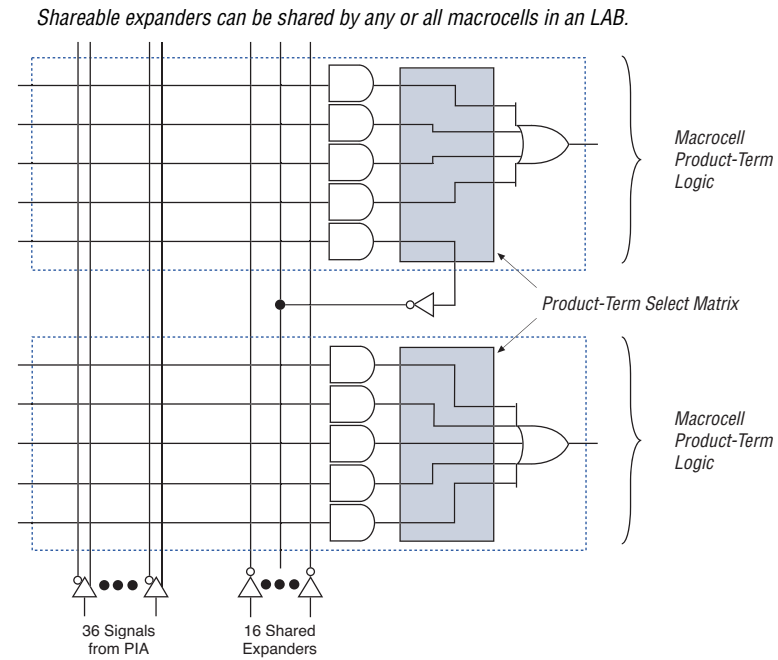 Shareable expanders can be shared by any or all macrocells in an LAB.
Macrocell
Product-Term
Logic
Product-Term Select Matrix
Macrocell
Product-Term
Logic
36 Signals
from PIA
16 Shared
Expanders